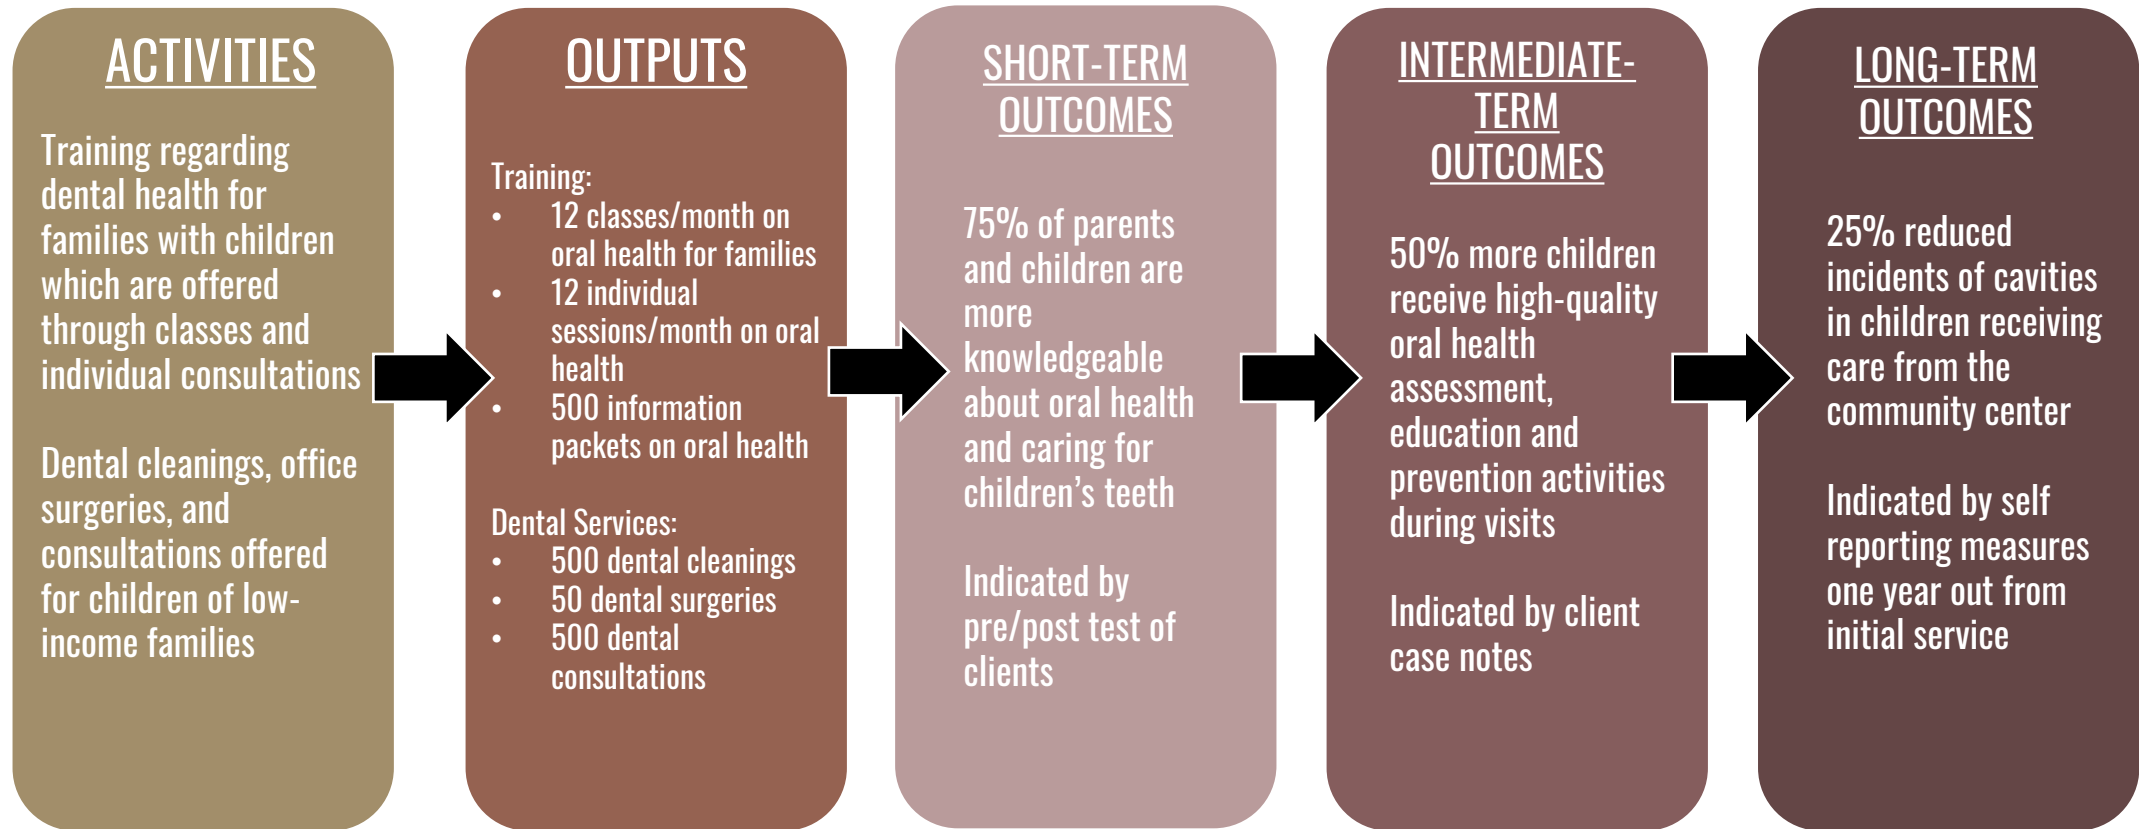 ACTIVITIES
Training regarding
dental health for
families with children
which are offered
through classes and
individual consultations
Dental cleanings, office
surgeries, and
consultations offered
for children of low-
income families
OUTPUTS
Training:
• 12 classes/month on
oral health for families
• 12 individual
sessions/month on oral
health
• 500 information
packets on oral health
Dental Services:
• 500 dental cleanings
• 50 dental surgeries
• 500 dental
consultations
SHORT-TERM
OUTCOMES
75% of parents
and children are
more
knowledgeable
about oral health
and caring for
children’s teeth
Indicated by
pre/post test of
clients
INTERMEDIATE-
TERM
OUTCOMES
50% more children
receive high-quality
oral health
assessment,
education and
prevention activities
during visits
Indicated by client
case notes
LONG-TERM
OUTCOMES
25% reduced
incidents of cavities
in children receiving
care from the
community center
Indicated by self
reporting measures
one year out from
initial service